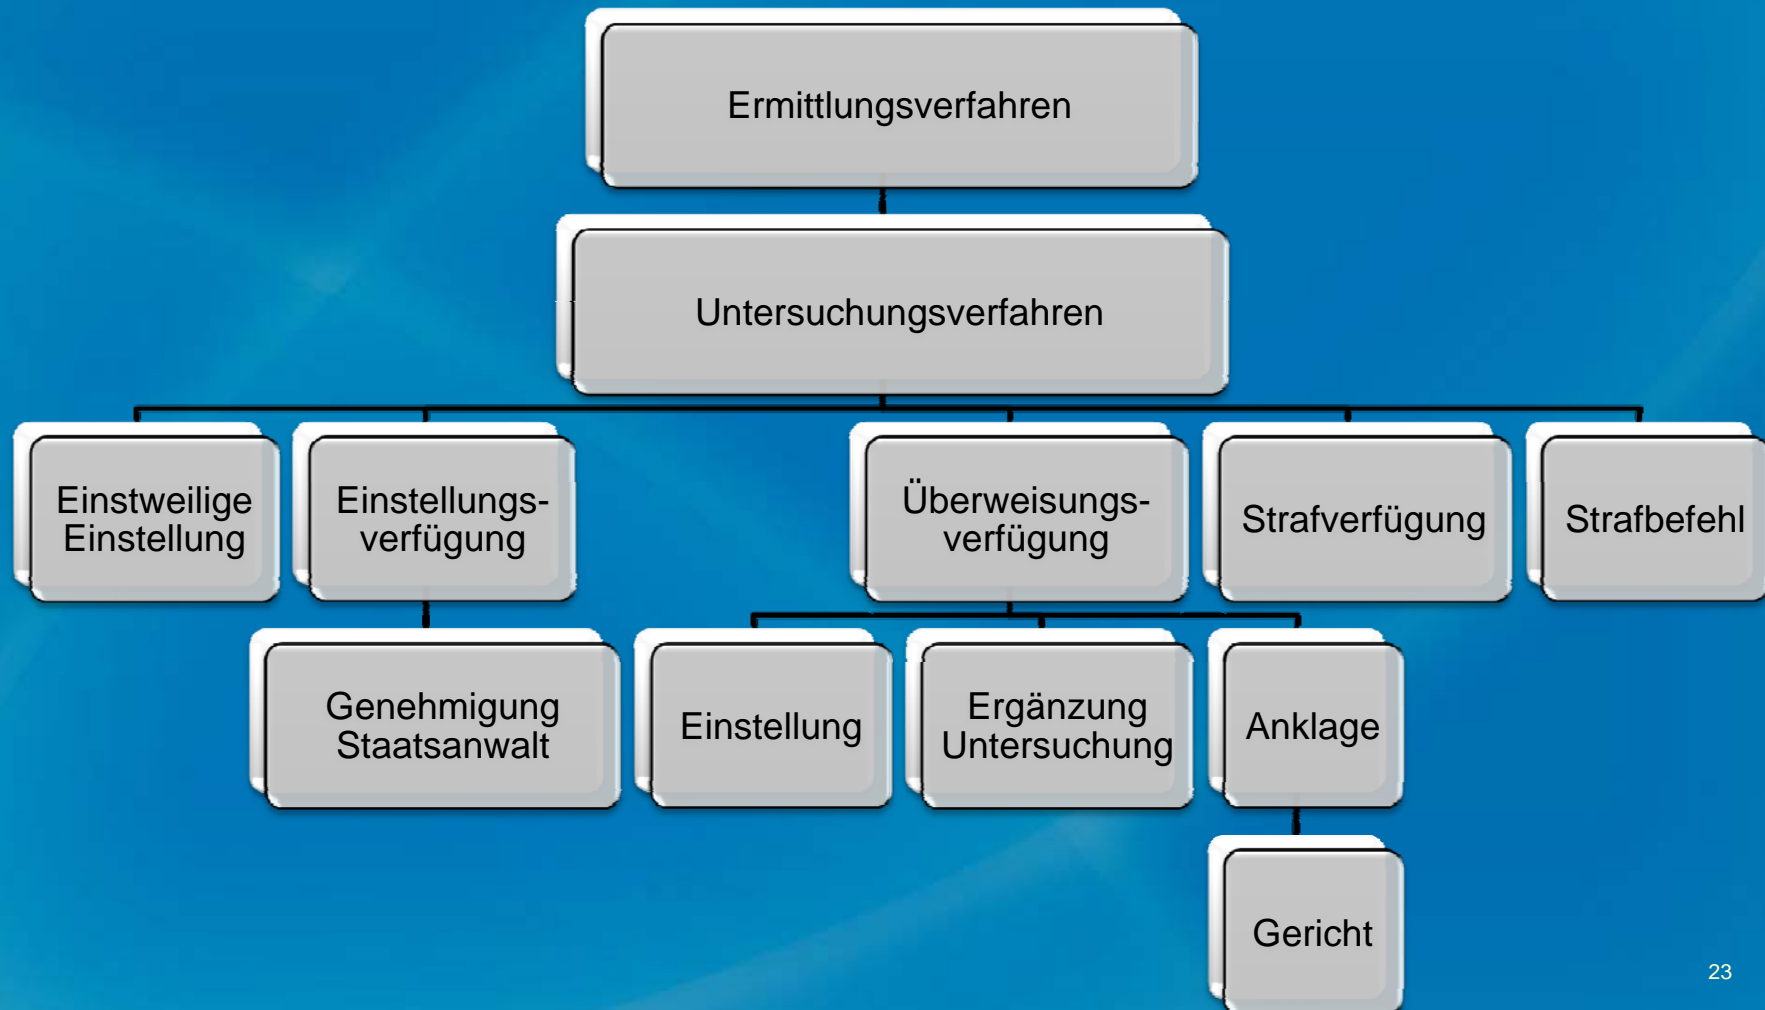 Ermittlungsverfahren
Untersuchungsverfahren
Einstweilige
Einstellung
Einstellungs-
verfügung
Überweisungs-
verfügung
Strafverfügung
Strafbefehl
Genehmigung
Staatsanwalt
Einstellung
Ergänzung
Untersuchung
Anklage
Gericht
23